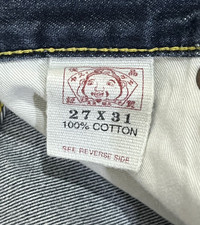 27 X 31
100% COTTON
SEE REVERSE SIDE